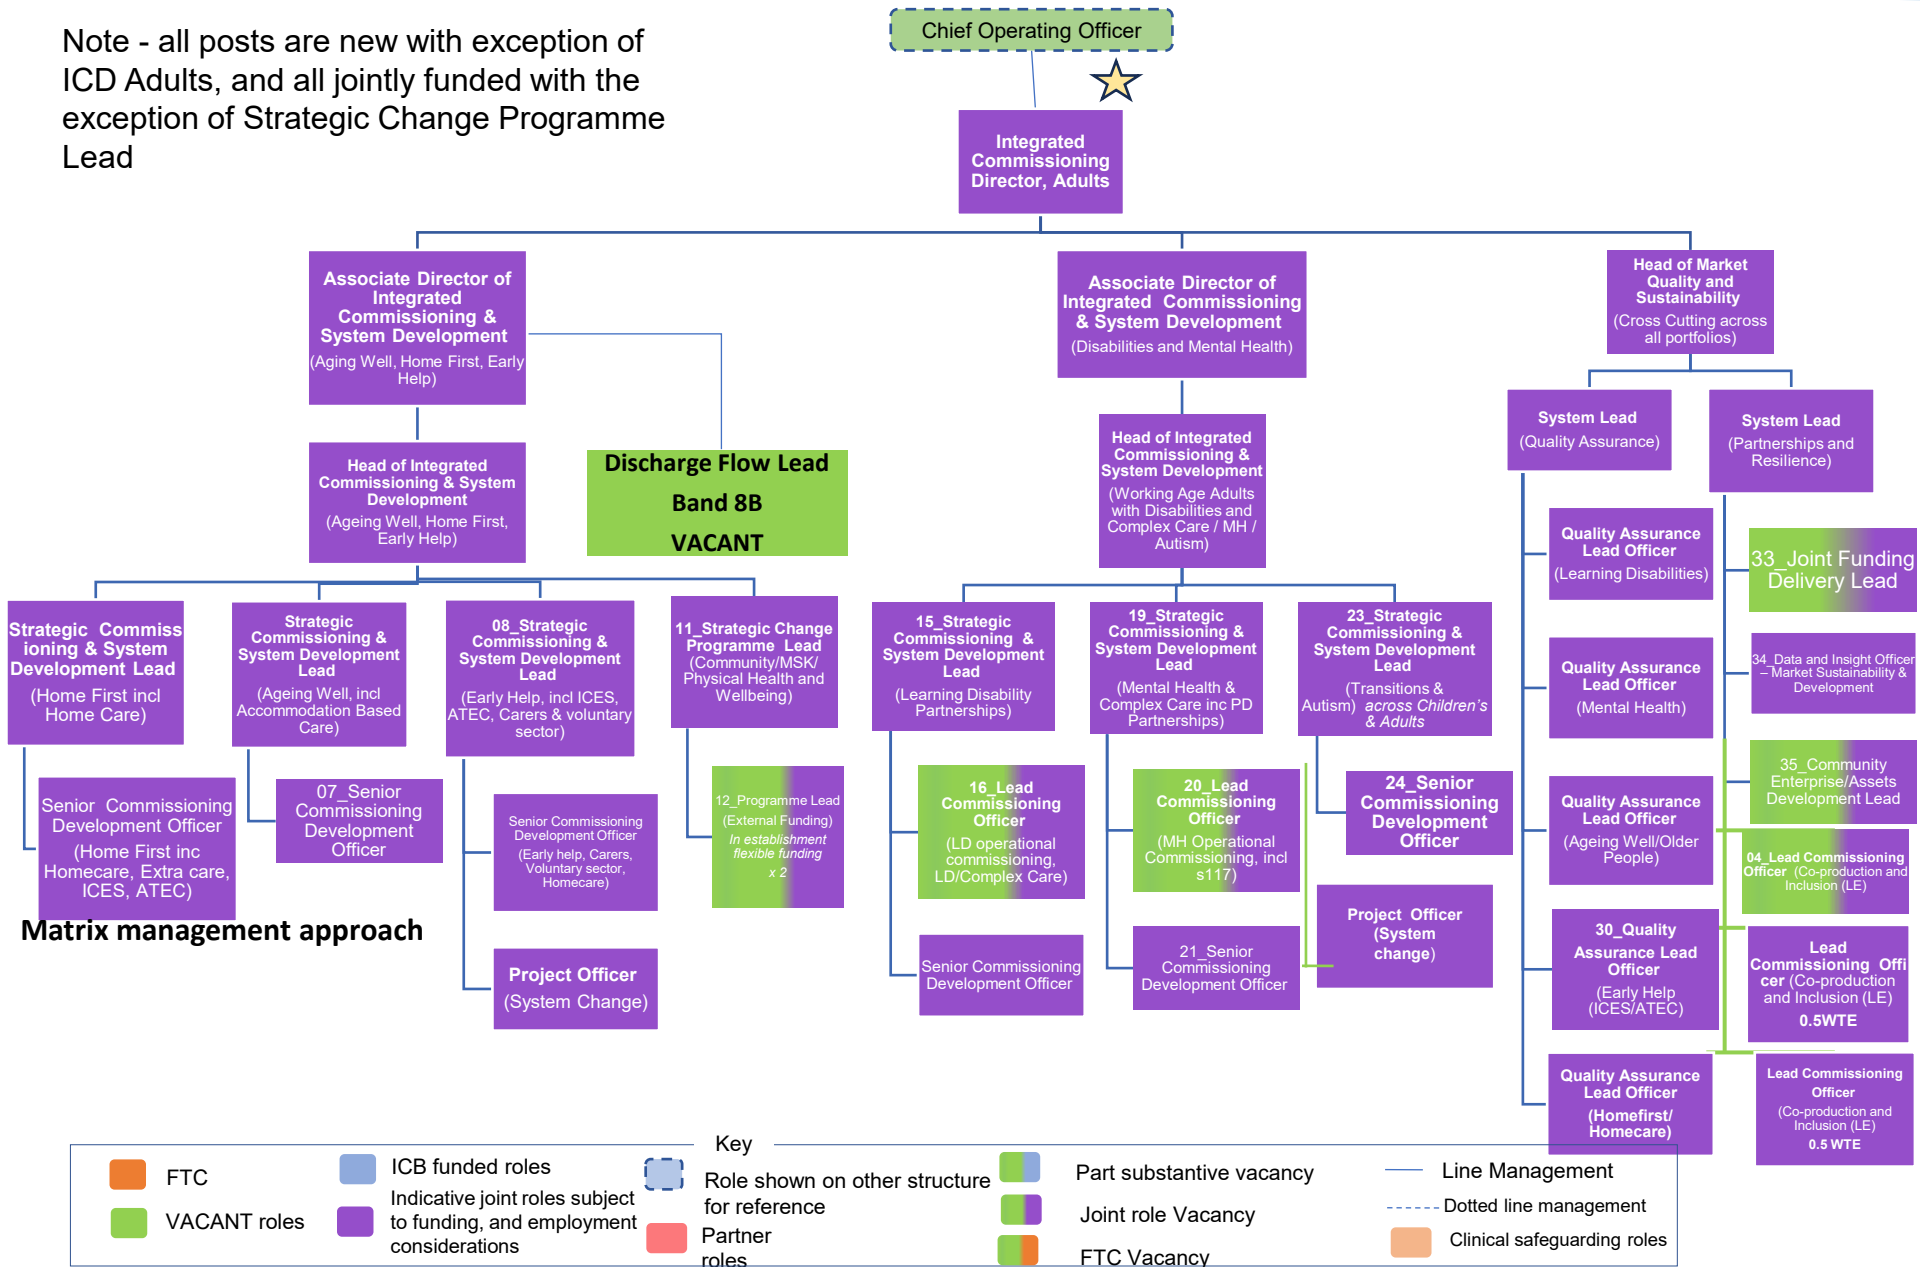 Note - all posts are new with exception of
ICD Adults, and all jointly funded with the
exception of Strategic Change Programme
Lead
Chief Operating Officer
Integrated
Commissioning
Director, Adults
Associate Director of
Integrated
Commissioning &
System Development
(Aging Well, Home First, Early
Help)
Associate Director of
Integrated Commissioning
& System Development
(Disabilities and Mental Health)
Head of Market
Quality and
Sustainability
(Cross Cutting across
all portfolios)
Head of Integrated
Commissioning & System
Development
(Ageing Well, Home First,
Early Help)
Discharge Flow Lead
Band 8B
VACANT
Head of Integrated
Commissioning &
System Development
(Working Age Adults
with Disabilities and
Complex Care / MH /
Autism)
System Lead
(Quality Assurance)
System Lead
(Partnerships and
Resilience)
Strategic Commiss
ioning & System
Development Lead
(Home First incl
Home Care)
Strategic
Commissioning &
System Development
Lead
(Ageing Well, incl
Accommodation Based
Care)
08_Strategic
Commissioning &
System Development
Lead
(Early Help, incl ICES,
ATEC, Carers & voluntary
sector)
11_Strategic Change
Programme Lead
(Community/MSK/
Physical Health and
Wellbeing)
15_Strategic
Commissioning &
System Development
Lead
(Learning Disability
Partnerships)
19_Strategic
Commissioning &
System Development
Lead
(Mental Health &
Complex Care inc PD
Partnerships)
23_Strategic
Commissioning &
System Development
Lead
(Transitions &
Autism) across Children's
& Adults
Senior Commissioning
Development Officer
(Home First inc
Homecare, Extra care,
ICES, ATEC)
07_Senior
Commissioning
Development
Officer
Senior Commissioning
Development Officer
(Early help, Carers,
Voluntary sector,
Homecare)
Project Officer
(System Change)
12_Programme Lead
(External Funding)
In establishment
flexible funding
x 2
16_Lead
Commissioning
Officer
(LD operational
commissioning,
LD/Complex Care)
Senior Commissioning
Development Officer
20_Lead
Commissioning
Officer
(MH Operational
Commissioning, incl
s117)
21_Senior
Commissioning
Development Officer
24_Senior
Commissioning
Development
Officer
Project Officer
(System
change)
Quality Assurance
Lead Officer
(Learning Disabilities)
Quality Assurance
Lead Officer
(Mental Health)
Quality Assurance
Lead Officer
(Ageing Well/Older
People)
30_Quality
Assurance Lead
Officer
(Early Help
(ICES/ATEC)
Quality Assurance
Lead Officer
(Homefirst/
Homecare)
33_Joint Funding
Delivery Lead
34_Data and Insight Officer
– Market Sustainability &
Development
35_Community
Enterprise/Assets
Development Lead
04_Lead Commissioning
Officer (Co-production and
Inclusion (LE)
Lead
Commissioning Offi
cer (Co-production
and Inclusion (LE)
0.5WTE
Lead Commissioning
Officer
(Co-production and
Inclusion (LE)
0.5 WTE
Matrix management approach
Key
FTC
VACANT roles
ICB funded roles
Indicative joint roles subject
to funding, and employment
considerations
Role shown on other structure
for reference
Partner
roles
Part substantive vacancy
Joint role Vacancy
FTC Vacancy
Line Management
Dotted line management
Clinical safeguarding roles